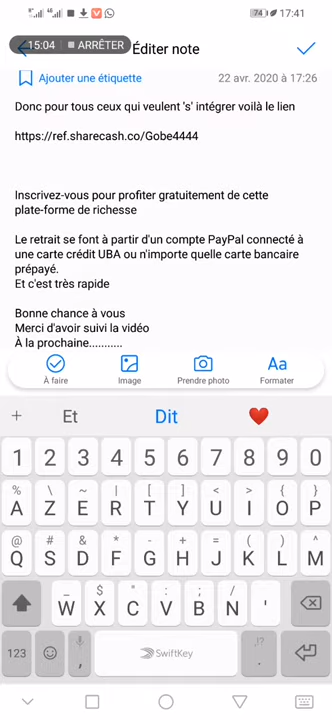 74 17:41
15:04 ARRÊTER Éditer note
Ajouter une étiquette 22 avr. 2020 à 17:26
Donc pour tous ceux qui veulent 's' intégrer voilà le lien
https://ref.sharecash.co/Gobe4444
Inscrivez-vous pour profiter gratuitement de cette
plate-forme de richesse
Le retrait se font à partir d'un compte PayPal connecté à
une carte crédit UBA ou n'importe quelle carte bancaire
prépayé.
Et c'est très rapide
Bonne chance à vous
Merci d'avoir suivi la vidéo
À la prochaine...........
À faire Image Prendre photo Aa Formater
+ Et Dit ❤️
1 2 3 4 5 6 7 8 9 0
% \ ~ | [ ] < > { }
A Z E R T Y U I O P
@ # & * - + = ( ) ^
Q S D F G H J K L M
_ $ " : ; /
W X C V B N '
123 , SwiftKey ,!? .